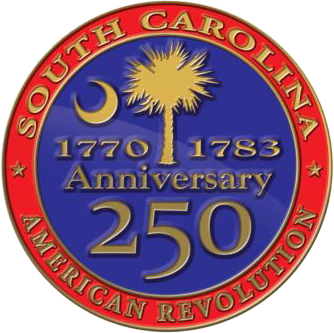 SOUTH CAROLINA
1770 1783
Anniversary
250
AMERICAN REVOLUTION